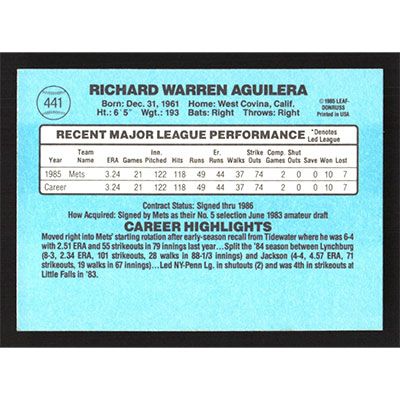 441
RICHARD WARREN AGUILERA
Born: Dec. 31, 1961 Home: West Covina, Calif.
Ht.: 6' 5" Wgt.: 193 Bats: Right Throws: Right
©1985 LEAF-
DONRUSS
Printed in USA
RECENT MAJOR LEAGUE PERFORMANCE *Denotes Led League
Year Team Name ERA Games Inn. Pitched Hits Runs Earn. Runs Walks Strike Outs Comp. Games Shut Outs Save Won Lost
1985 Mets 3.24 21 122 118 49 44 37 74 2 0 0 10 7
Career 3.24 21 122 118 49 44 37 74 2 0 0 10 7
Contract Status: Signed thru 1986
How Acquired: Signed by Mets as their No. 5 selection June 1983 amateur draft
CAREER HIGHLIGHTS
Moved right into Mets' starting rotation after early-season recall from Tidewater where he was 6-4
with 2.51 ERA and 55 strikeouts in 79 innings last year...Split the '84 season between Lynchburg
(8-3, 2.34 ERA, 101 strikeouts, 28 walks in 88-1/3 innings) and Jackson (4-4, 4.57 ERA, 71
strikeouts, 19 walks in 67 innings)...Led NY-Penn Lg. in shutouts (2) and was 4th in strikeouts at
Little Falls in '83.